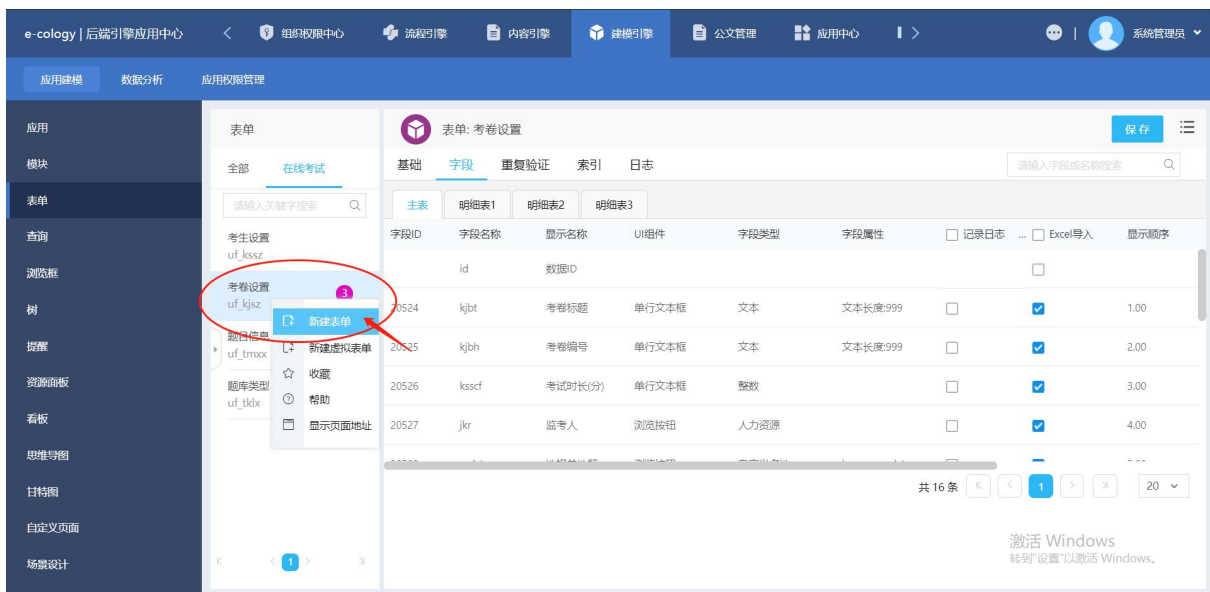 e-cology | 后端引擎应用中心 组织权限中心 流程引擎 内容引擎 建模引擎 公文管理 应用中心 系统管理员
应用建模 数据分析 应用权限管理
应用
模块
表单
查询
浏览框
树
提醒
资源面板
看板
思维导图
甘特图
自定义页面
场景设计
表单
全部 在线考试
请输入关键字搜索
考生设置
uf_kssz
考卷设置
uf_kjsz
3
题目信息
uf_tmxx
题库类型
uf_tklx
新建表单
新建虚拟表单
收藏
帮助
显示页面地址
1
表单: 考卷设置 保存
基础 字段 重复验证 索引 日志 请输入字段或名称搜索
主表 明细表1 明细表2 明细表3
字段ID 字段名称 显示名称 UI组件 字段类型 字段属性 记录日志 ... Excel导入 显示顺序
id 数据ID
20524 kjbt 考卷标题 单行文本框 文本 文本长度:999 1.00
20525 kjbh 考卷编号 单行文本框 文本 文本长度:999 2.00
20526 ksscf 考试时长(分) 单行文本框 整数 3.00
20527 jkr 监考人 浏览按钮 人力资源 4.00
共 16 条 1 20
激活 Windows
转到"设置"以激活 Windows。